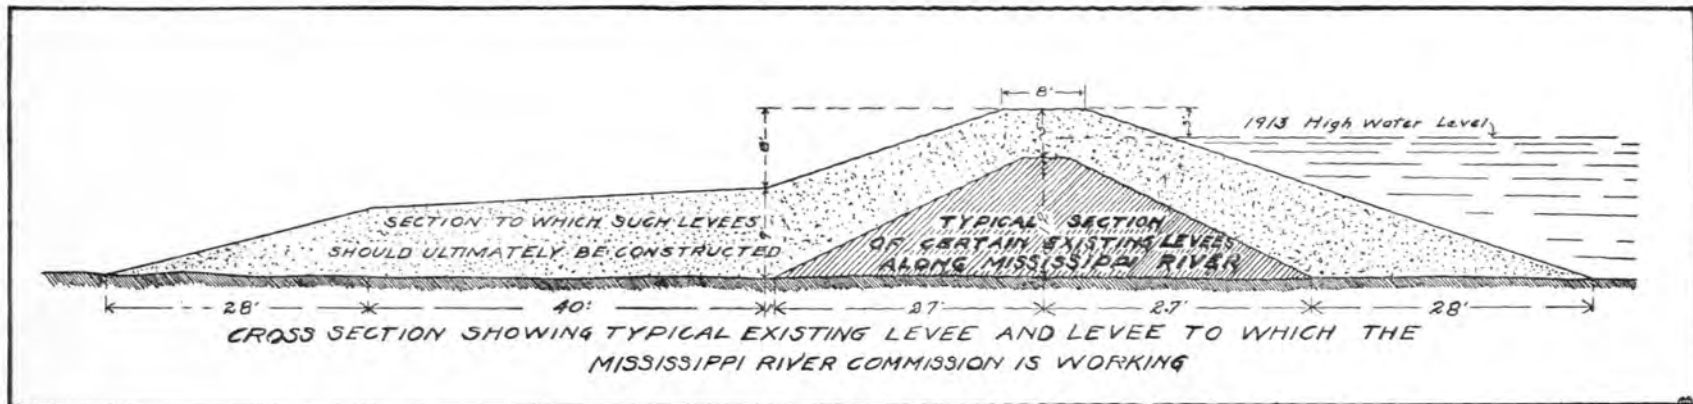 8'
1913 High Water Level
SECTION TO WHICH SUCH LEVEES
SHOULD ULTIMATELY BE CONSTRUCTED
TYPICAL SECTION
OF CERTAIN EXISTING LEVEES
ALONG MISSISSIPPI RIVER
28' 40' 27' 27' 28'
CROSS SECTION SHOWING TYPICAL EXISTING LEVEE AND LEVEE TO WHICH THE
MISSISSIPPI RIVER COMMISSION IS WORKING